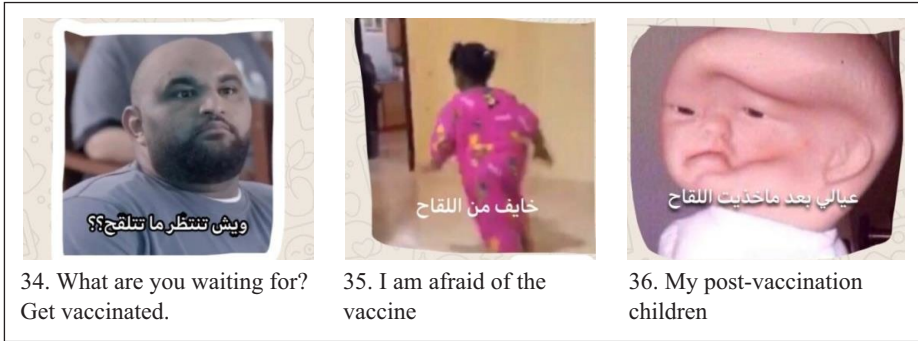 ويش تنتظر ما تتلقح؟؟
خايف من اللقاح
عيالي بعد ماخذيت اللقاح
34. What are you waiting for?
Get vaccinated.
35. I am afraid of the
vaccine
36. My post-vaccination
children